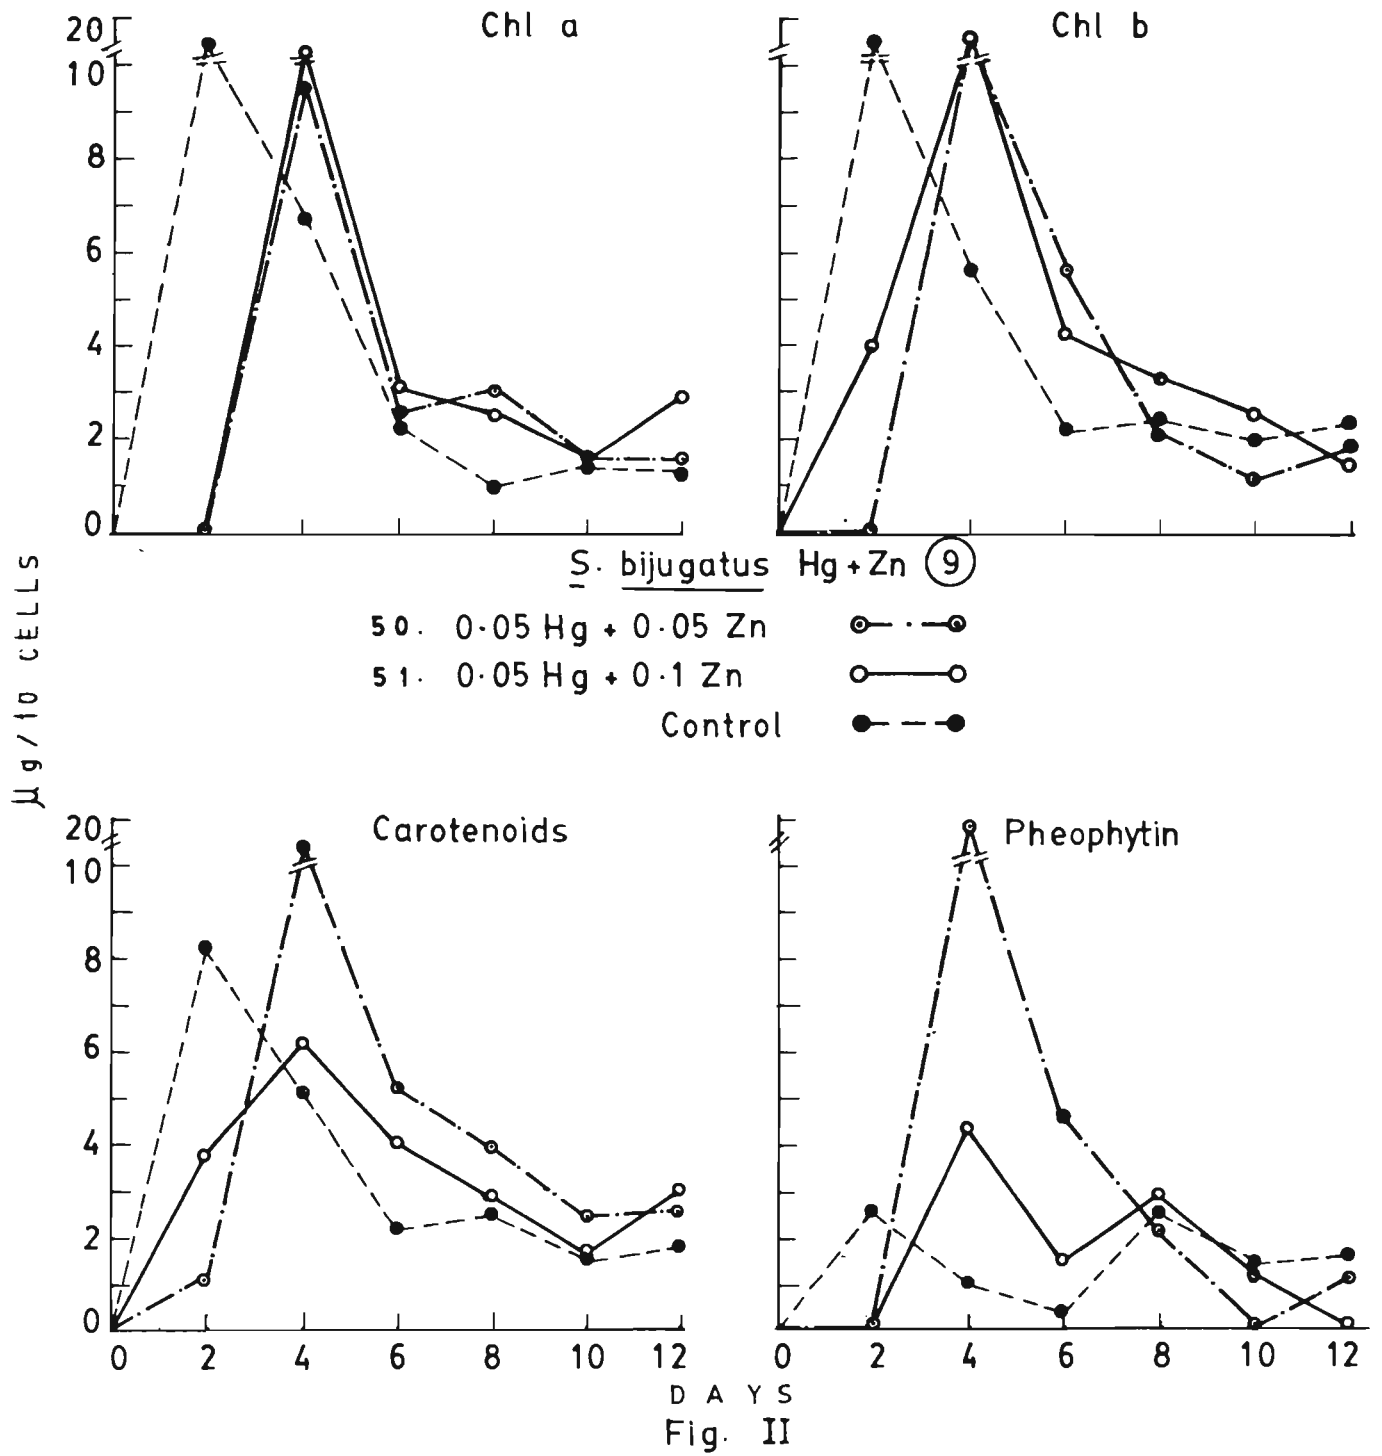 Chl a
Chl b
20
10
8
6
4
2
0
S. bijugatus Hg + Zn 9
50. 0.05 Hg + 0.05 Zn
51. 0.05 Hg + 0.1 Zn
Control
µg/10 CELLS
Carotenoids
Pheophytin
20
10
8
6
4
2
0
0 2 4 6 8 10 12
2 4 6 8 10 12
DAYS
Fig. II